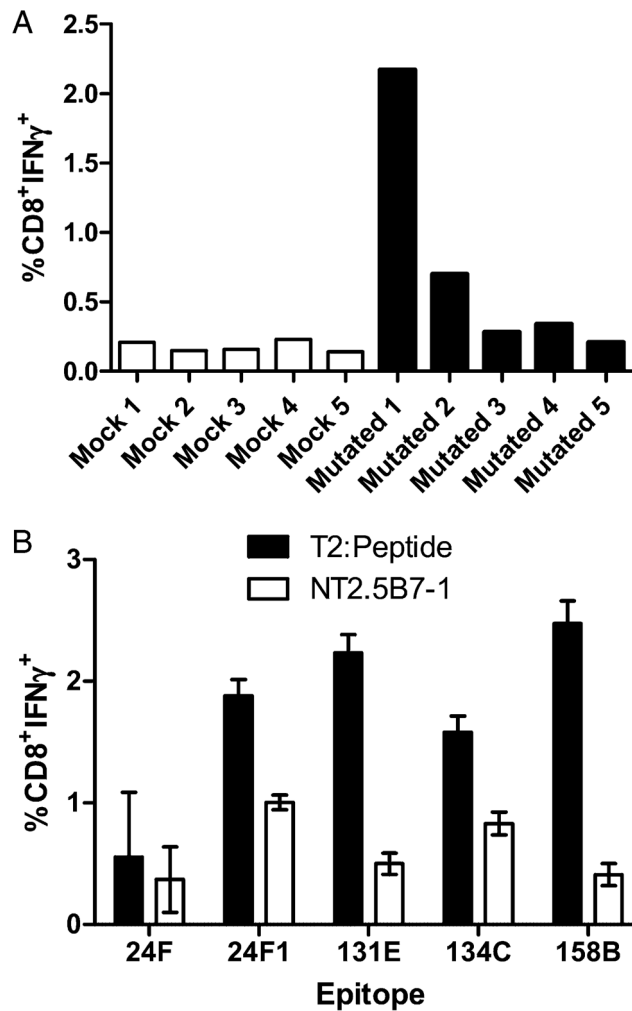 A
%CD8+IFNγ+
2.5
2.0
1.5
1.0
0.5
0.0
Mock 1
Mock 2
Mock 3
Mock 4
Mock 5
Mutated 1
Mutated 2
Mutated 3
Mutated 4
Mutated 5
B
T2:Peptide
NT2.5B7-1
%CD8+IFNγ+
3
2
1
0
24F
24F1
131E
134C
158B
Epitope